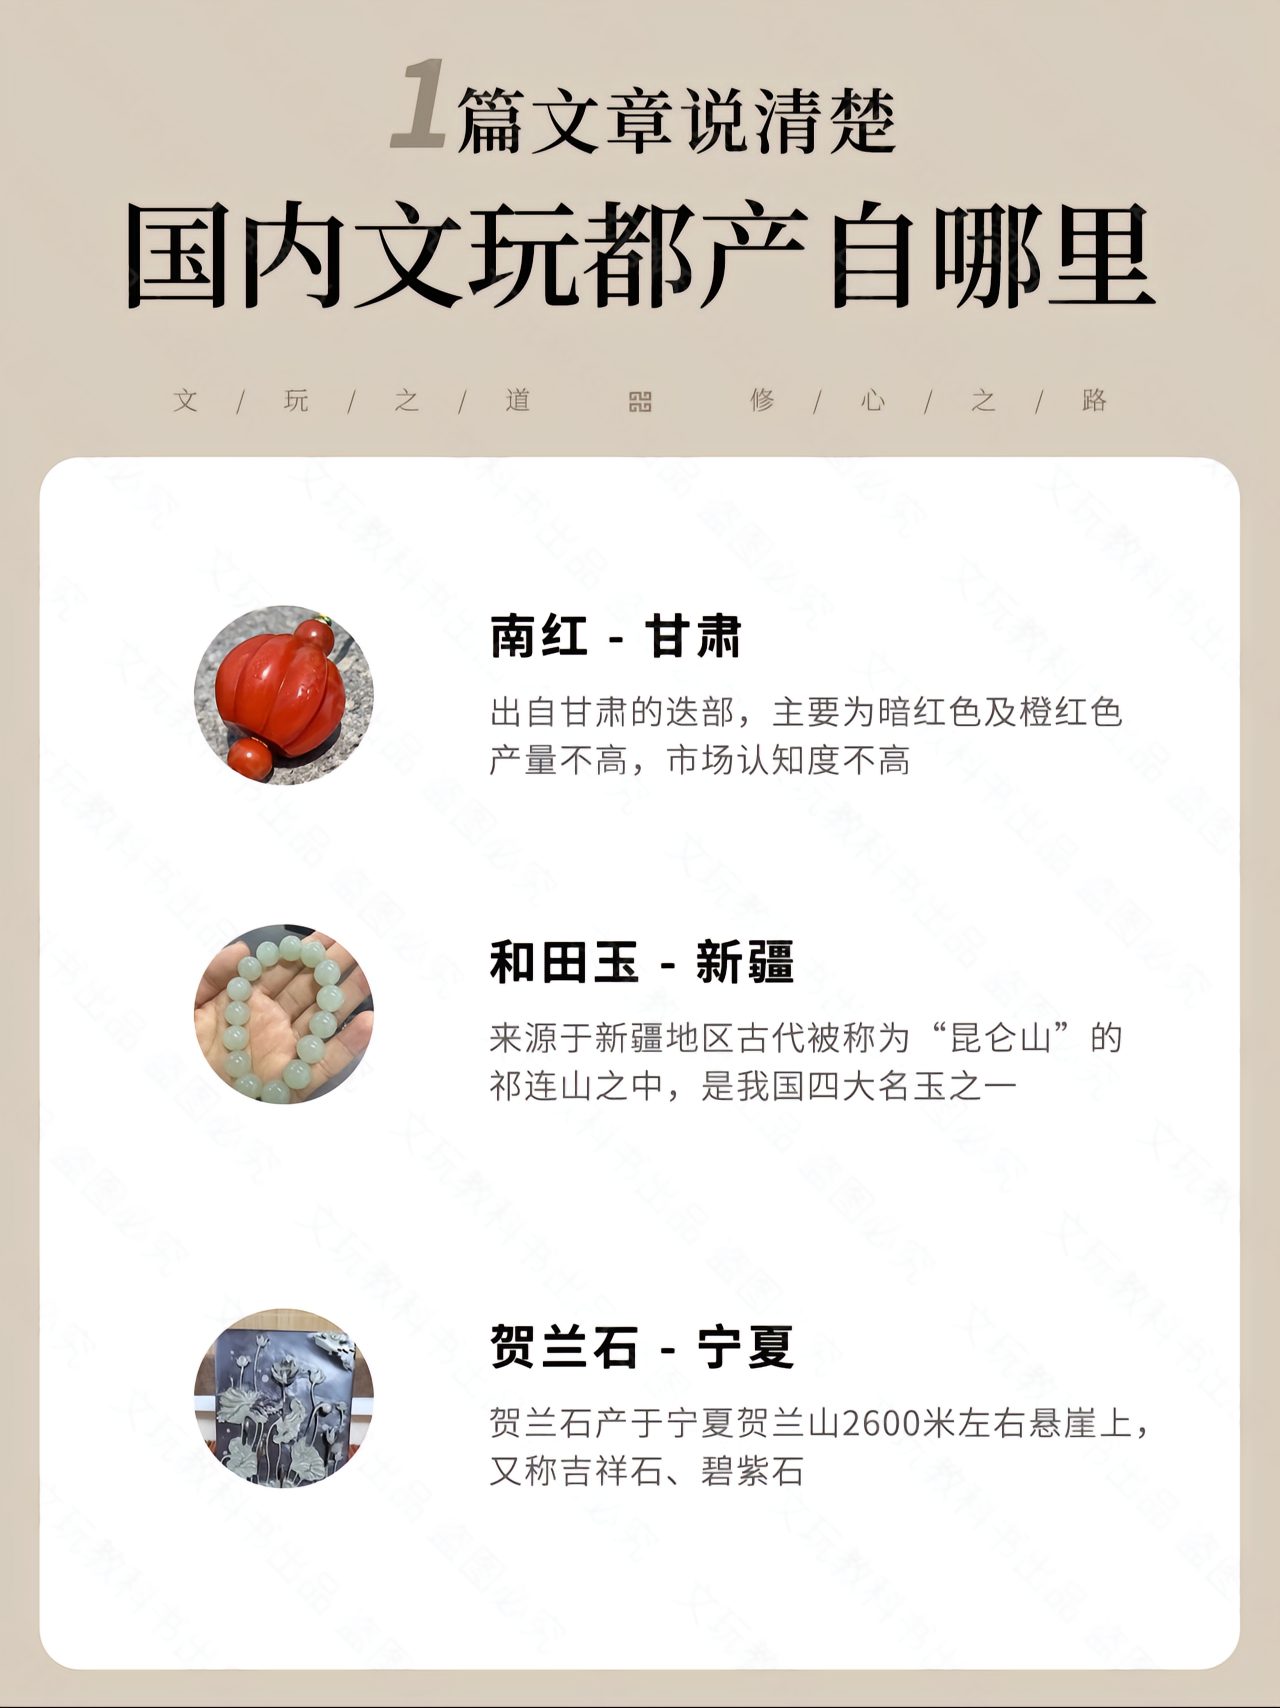 1篇文章说清楚
国内文玩都产自哪里
文 / 玩 / 之 / 道 修 / 心 / 之 / 路
南红 - 甘肃
出自甘肃的迭部，主要为暗红色及橙红色
产量不高，市场认知度不高
和田玉 - 新疆
来源于新疆地区古代被称为“昆仑山”的
祁连山之中，是我国四大名玉之一
贺兰石 - 宁夏
贺兰石产于宁夏贺兰山2600米左右悬崖上，
又称吉祥石、碧紫石
文玩教科书出品 盗图必究